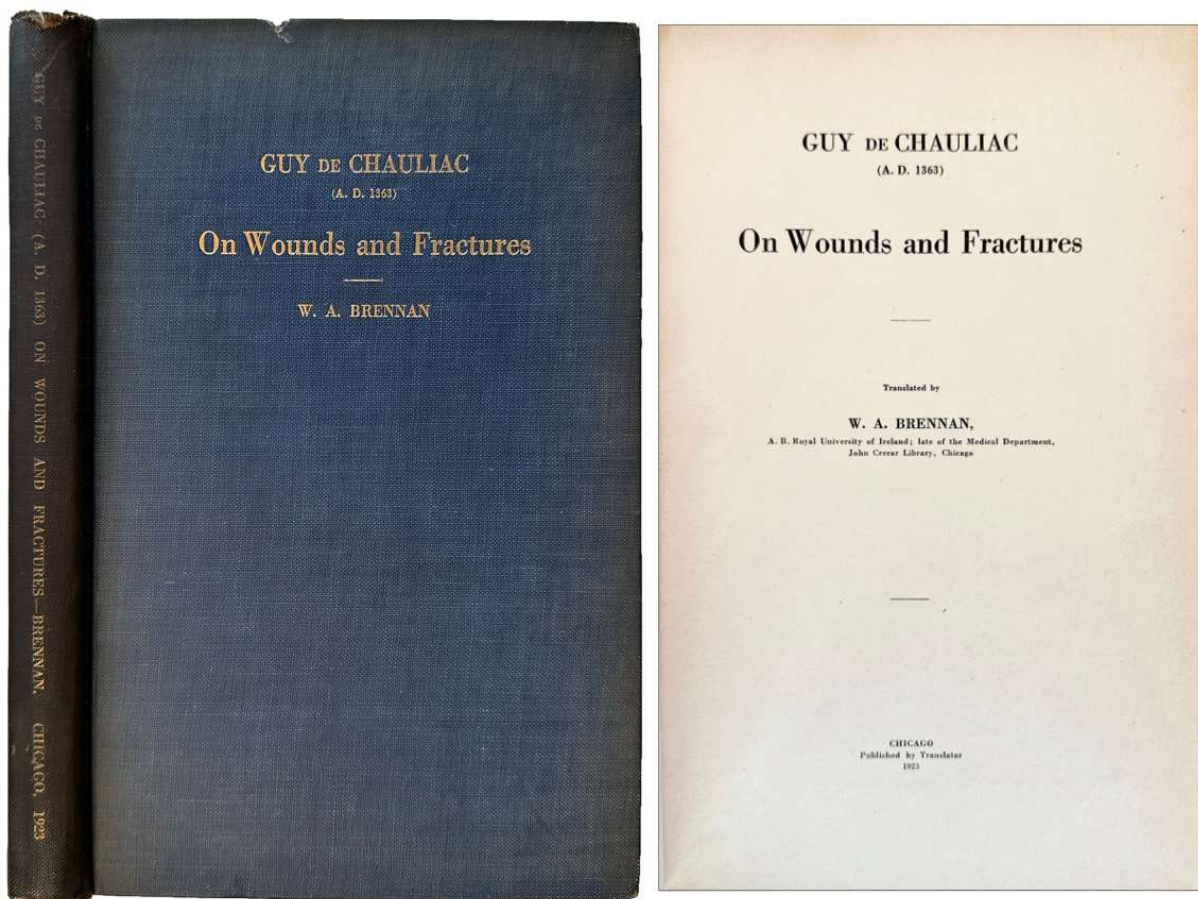 GUY DE CHAULIAC (A. D. 1363) ON WOUNDS AND FRACTURES—BRENNAN. CHICAGO, 1923
GUY DE CHAULIAC
(A. D. 1363)
On Wounds and Fractures
W. A. BRENNAN
GUY DE CHAULIAC
(A. D. 1363)
On Wounds and Fractures
Translated by
W. A. BRENNAN,
A. B. Royal University of Ireland; late of the Medical Department,
John Crerar Library, Chicago
CHICAGO
Published by Translator
1923